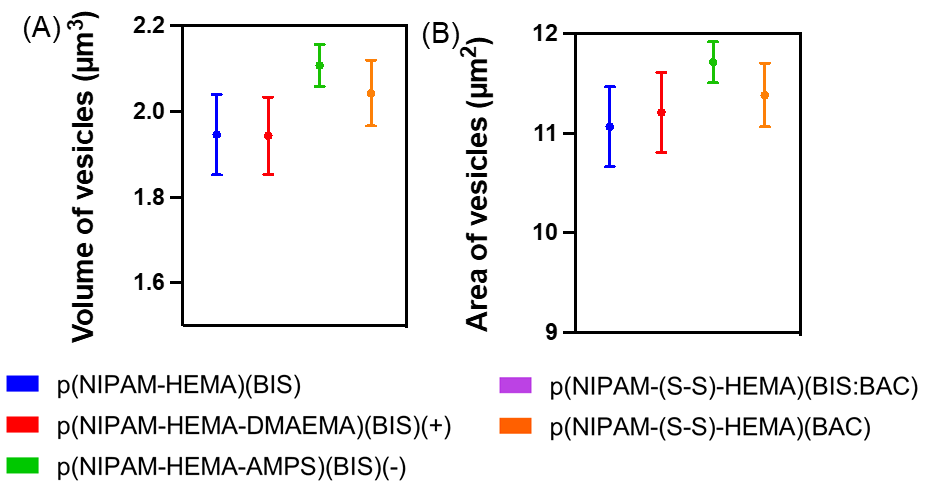 (A)
Volume of vesicles (μm³)
2.2
2.0
1.8
1.6
(B)
Area of vesicles (μm²)
12
11
10
9
p(NIPAM-HEMA)(BIS)
p(NIPAM-HEMA-DMAEMA)(BIS)(+)
p(NIPAM-HEMA-AMPS)(BIS)(-)
p(NIPAM-(S-S)-HEMA)(BIS:BAC)
p(NIPAM-(S-S)-HEMA)(BAC)